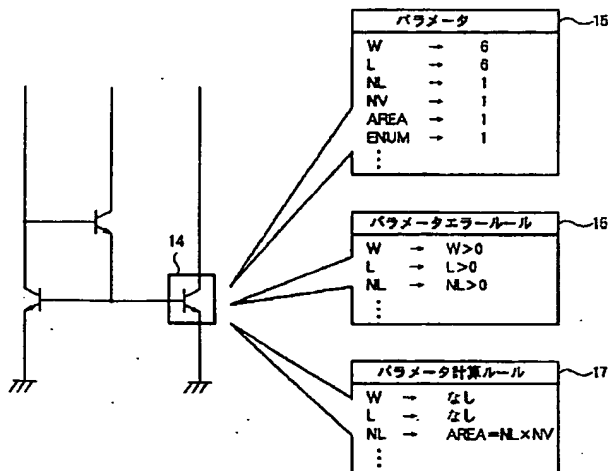 パラメータ
15
W → 6
L → 6
NL → 1
NV → 1
AREA → 1
ENUM → 1
⋮
14
パラメータエラールール
16
W → W>0
L → L>0
NL → NL>0
⋮
パラメータ計算ルール
17
W → なし
L → なし
NL → AREA=NL×NV
⋮